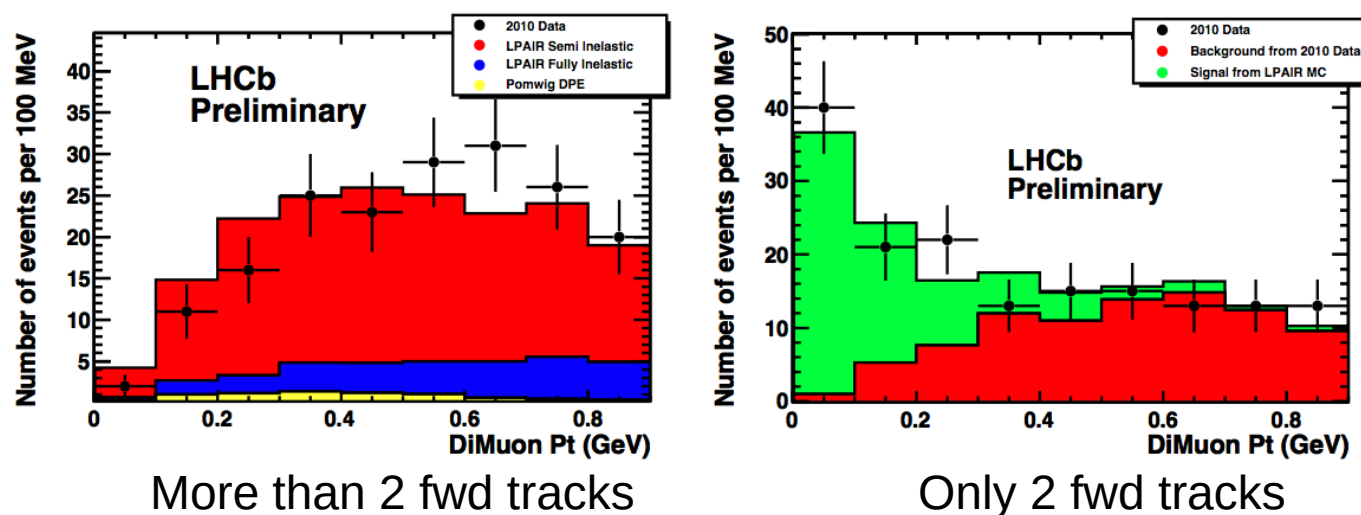 Number of events per 100 MeV
40
35
30
25
20
15
10
5
2010 Data
LPAIR Semi Inelastic
LPAIR Fully Inelastic
Pomwig DPE
LHCb
Preliminary
0 0.2 0.4 0.6 0.8
DiMuon Pt (GeV)
More than 2 fwd tracks
Number of events per 100 MeV
50
40
30
20
10
0
2010 Data
Background from 2010 Data
Signal from LPAIR MC
LHCb
Preliminary
0 0.2 0.4 0.6 0.8
DiMuon Pt (GeV)
Only 2 fwd tracks